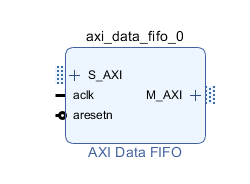 axi_data_fifo_0
S_AXI
aclk
M_AXI
aresetn
AXI Data FIFO